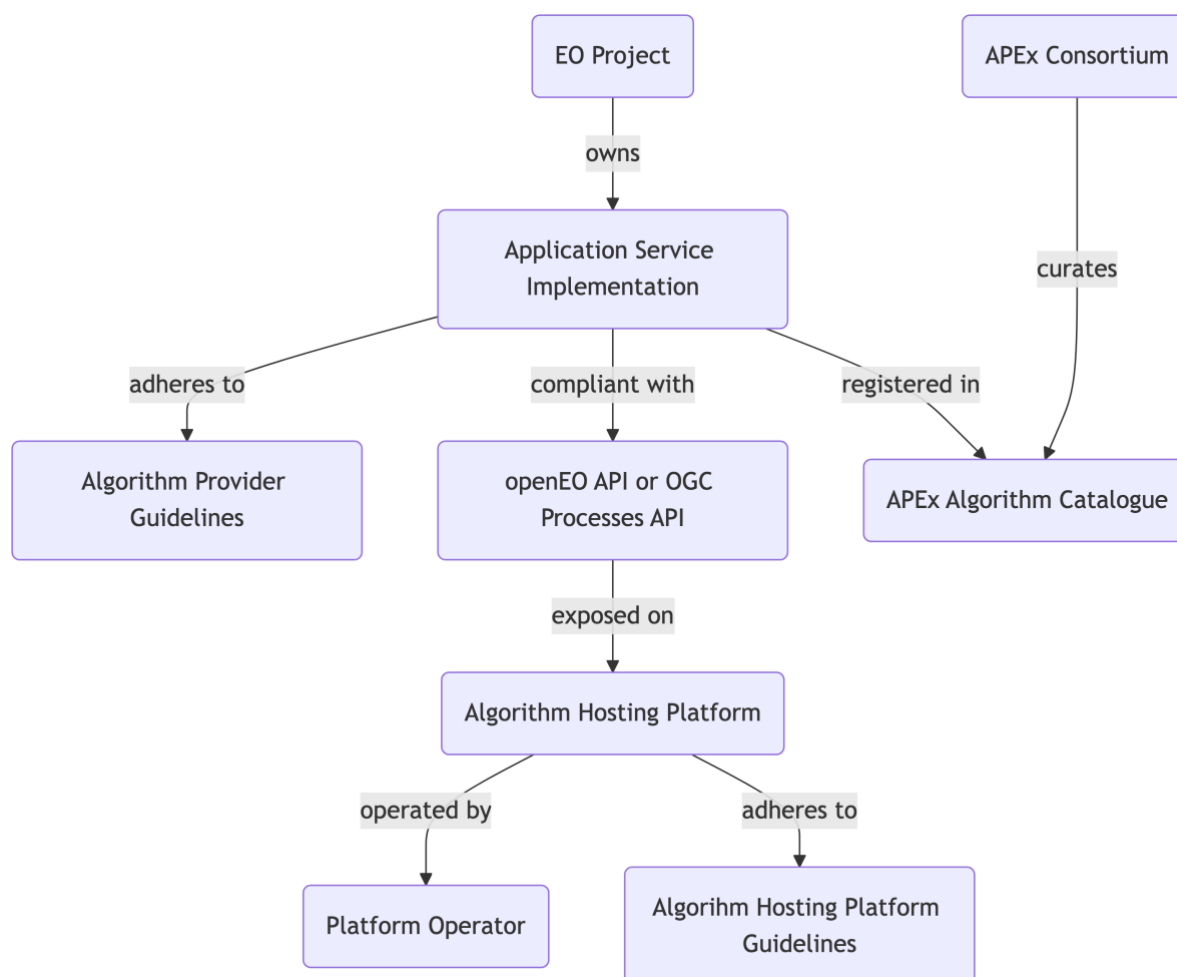 EO Project
APEx Consortium
owns
Application Service
Implementation
curates
adheres to
compliant with
registered in
Algorithm Provider
Guidelines
openEO API or OGC
Processes API
APEx Algorithm Catalogue
exposed on
Algorithm Hosting Platform
operated by
adheres to
Platform Operator
Algorihm Hosting Platform
Guidelines